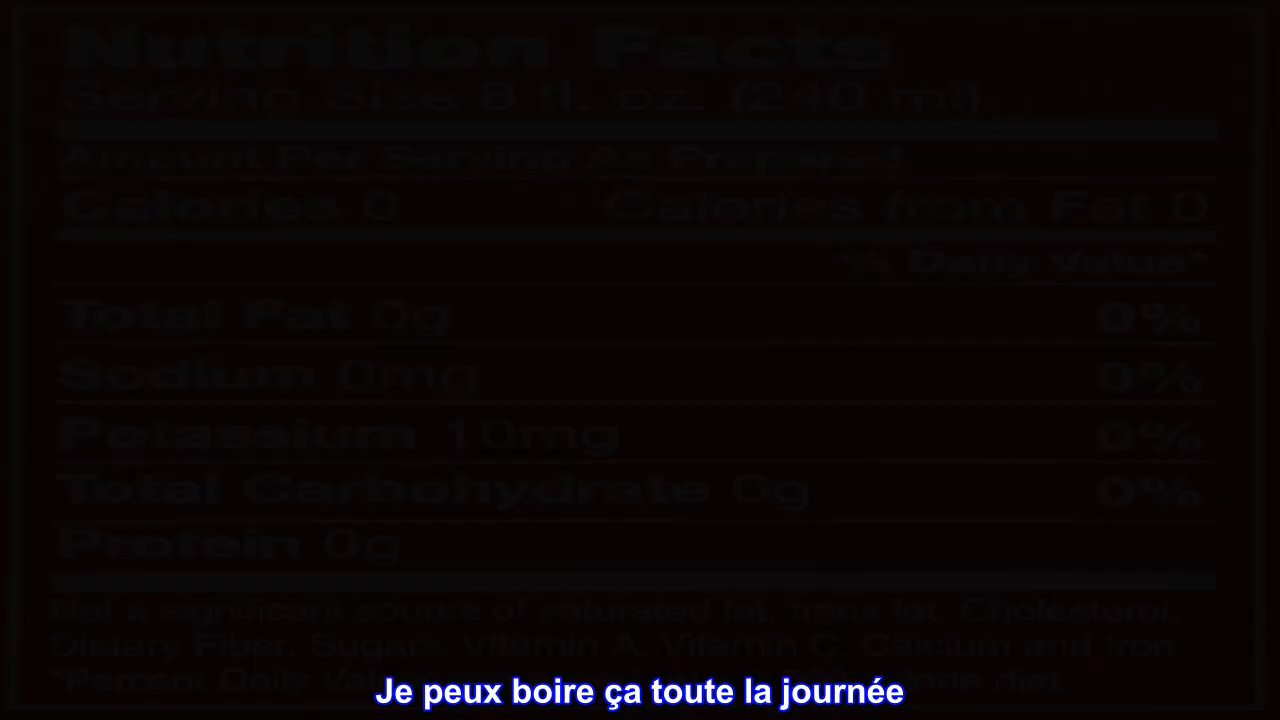 Nutrition Facts
Serving Size 8 fl. oz. (240 ml)
Amount Per Serving As Prepared
Calories 0 Calories from Fat 0
% Daily Value*
Total Fat 0g 0%
Sodium 0mg 0%
Potassium 10mg 0%
Total Carbohydrate 0g 0%
Protein 0g
Not a significant source of saturated fat, trans fat, Cholesterol,
Dietary Fiber, Sugars, Vitamin A, Vitamin C, Calcium and Iron.
*Percent Daily diet.
Je peux boire ça toute la journée